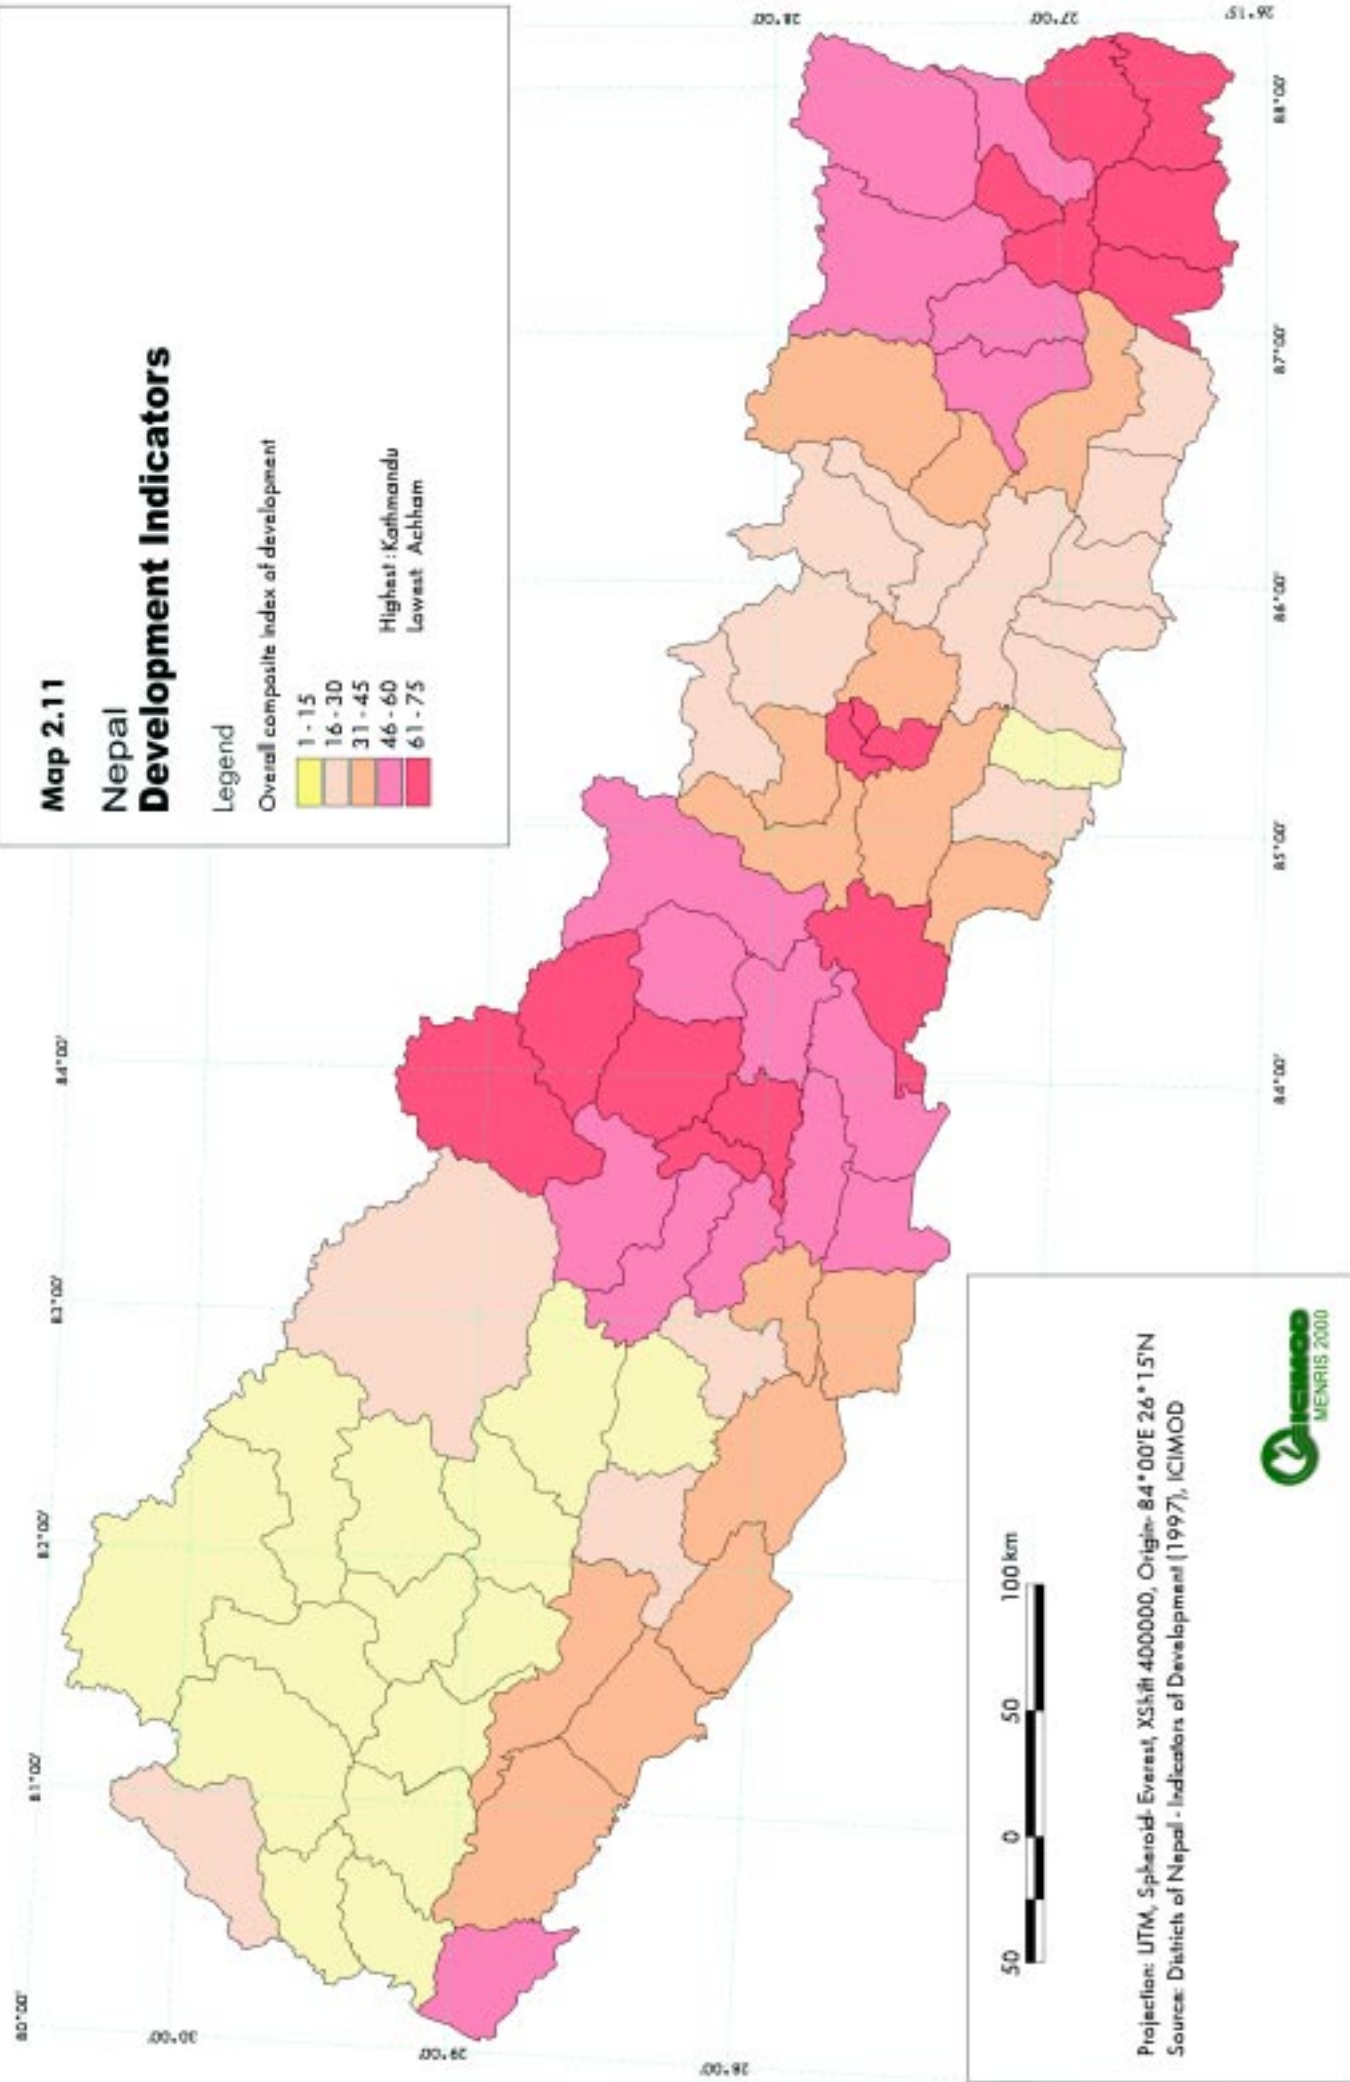 Map 2.11
Nepal
Development Indicators
Legend
Overall composite index of development
1 - 15
16 - 30
31 - 45
46 - 60
61 - 75
Highest : Kathmandu
Lowest Achham
80°00'
81°00'
82°00'
83°00'
84°00'
30°00'
29°00'
28°00'
28°00'
27°00'
26°15'
84°00'
85°00'
86°00'
87°00'
88°00'
50 0 50 100 km
Projection: UTM, Spheroid- Everest, XShift 400000, Origin- 84°00'E 26°15'N
Source: Districts of Nepal - Indicators of Development (1997), ICIMOD
ICIMOD
MENRIS 2000